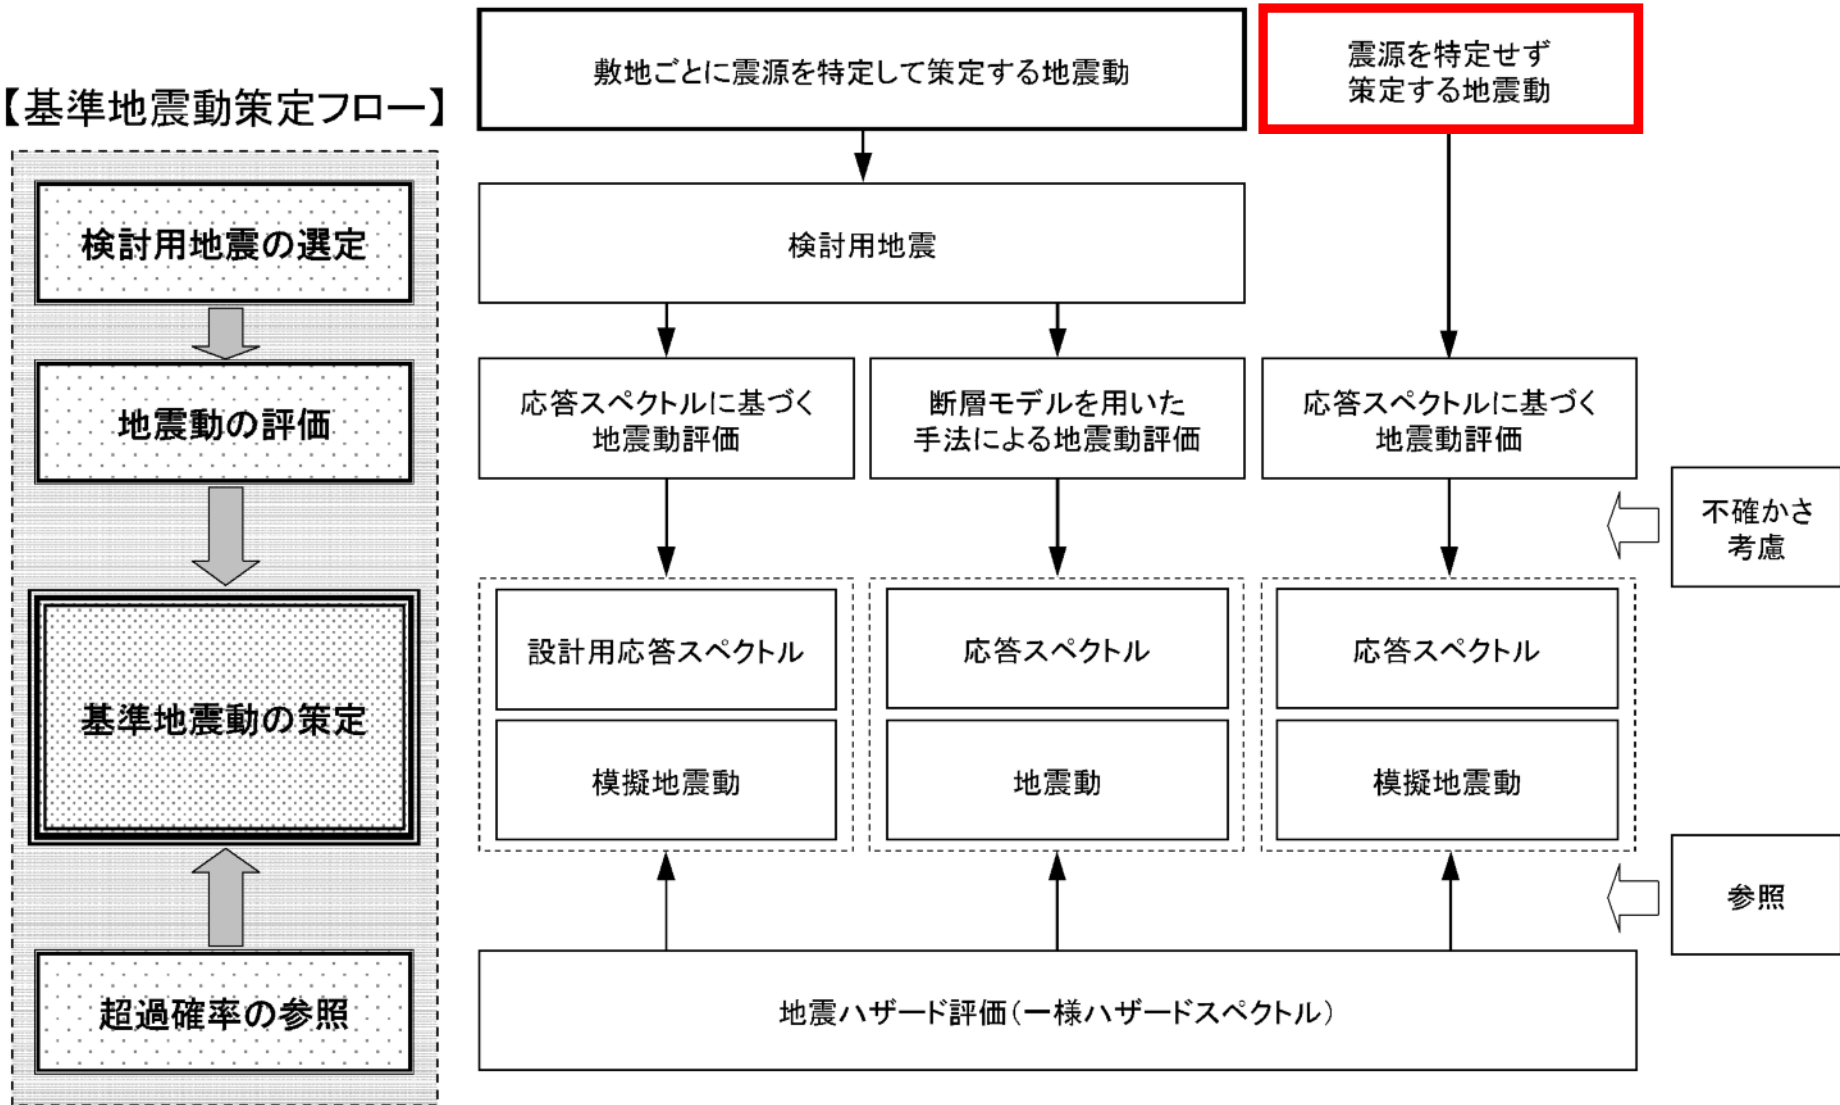 【基準地震動策定フロー】
検討用地震の選定
地震動の評価
基準地震動の策定
超過確率の参照
敷地ごとに震源を特定して策定する地震動
震源を特定せず
策定する地震動
検討用地震
応答スペクトルに基づく
地震動評価
断層モデルを用いた
手法による地震動評価
応答スペクトルに基づく
地震動評価
不確かさ
考慮
設計用応答スペクトル
応答スペクトル
応答スペクトル
模擬地震動
地震動
模擬地震動
参照
地震ハザード評価(一様ハザードスペクトル)